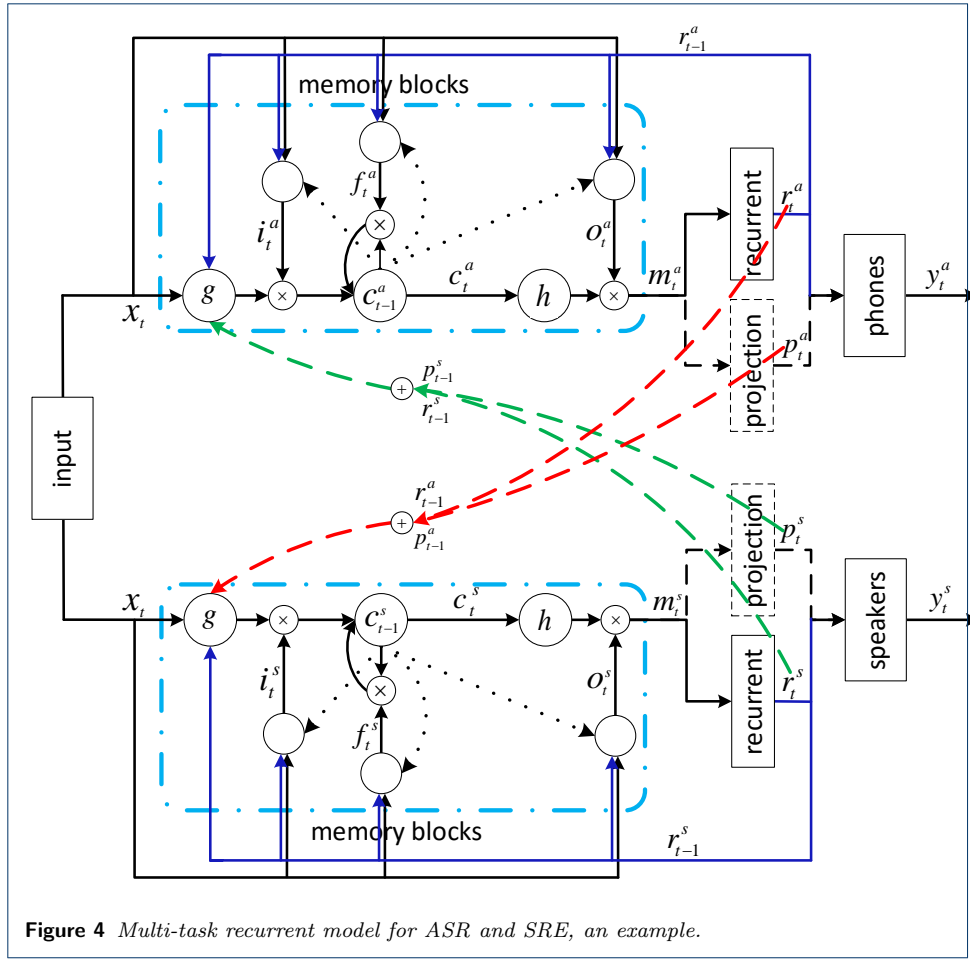 r^a_{t-1}
memory blocks
f^a_t
i^a_t
o^a_t
r^a_t
recurrent
x_t
g
×
×
c^a_{t-1}
c^a_t
h
×
m^a_t
phones
y^a_t
projection
p^a_t
+
p^s_{t-1}
r^s_{t-1}
input
r^a_{t-1}
+
p^a_{t-1}
projection
p^s_t
x_t
g
×
c^s_{t-1}
c^s_t
h
×
m^s_t
speakers
y^s_t
i^s_t
×
o^s_t
recurrent
r^s_t
f^s_t
memory blocks
r^s_{t-1}
Figure 4 Multi-task recurrent model for ASR and SRE, an example.